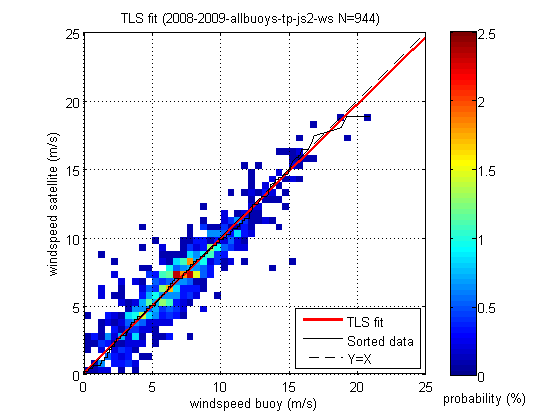 TLS fit (2008-2009-allbuoys-tp-js2-ws N=944)
25
20
15
10
5
0
windspeed satellite (m/s)
0 5 10 15 20 25
windspeed buoy (m/s)
TLS fit
Sorted data
Y=X
2.5
2
1.5
1
0.5
0
probability (%)